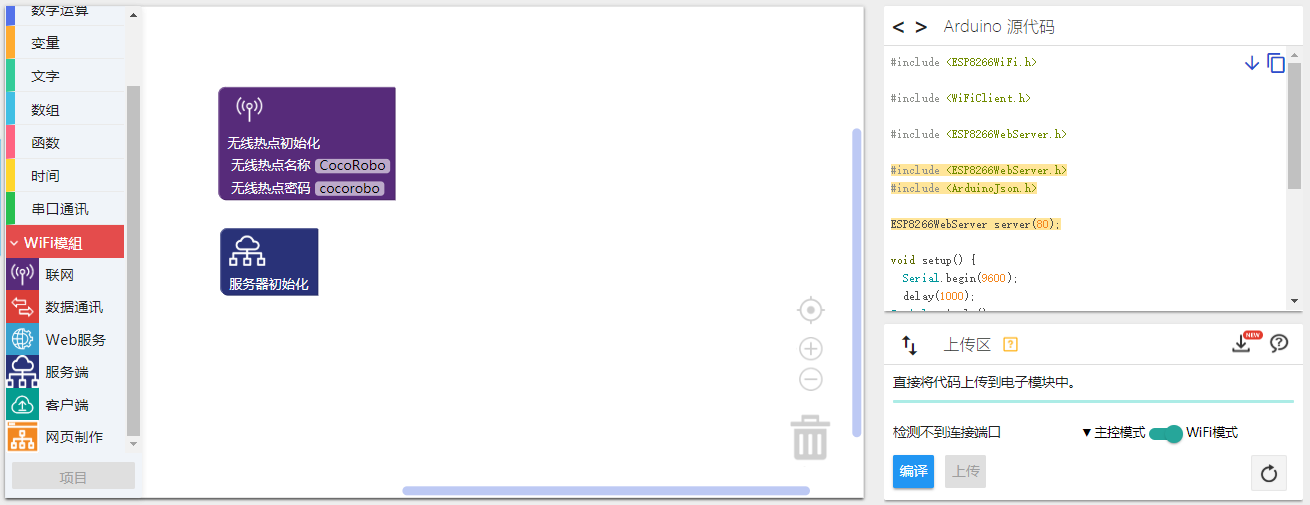 数学运算
变量
文字
数组
函数
时间
串口通讯
WiFi模組
联网
数据通讯
Web服务
服务端
客户端
网页制作
项目
无线热点初始化
无线热点名称 CocoRobo
无线热点密码 cocorobo
服务器初始化
< > Arduino 源代码
#include <ESP8266WiFi.h>
#include <WiFiClient.h>
#include <ESP8266WebServer.h>
#include <ESP8266WebServer.h>
#include <ArduinoJson.h>
ESP8266WebServer server(80);
void setup() {
Serial.begin(9600);
delay(1000);
上传区 ?
NEW
直接将代码上传到电子模块中。
检测不到连接端口
▼主控模式 WiFi模式
编译 上传